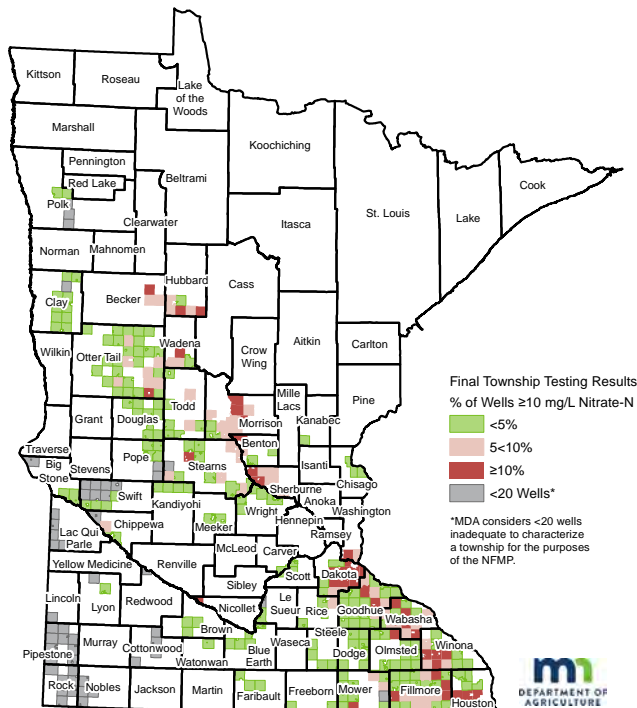 Kittson
Roseau
Lake
of the
Woods
Marshall
Koochiching
Pennington
Red Lake
Beltrami
Polk
Clearwater
Itasca
St. Louis
Lake
Cook
Norman
Mahnomen
Hubbard
Cass
Clay
Becker
Wadena
Aitkin
Carlton
Crow
Wing
Wilkin
Otter Tail
Mille
Lacs
Kanabec
Pine
Grant
Douglas
Todd
Morrison
Benton
Traverse
Big
Stone
Stevens
Pope
Stearns
Isanti
Sherburne
Chisago
Anoka
Swift
Kandiyohi
Wright
Washington
Hennepin
Ramsey
Lac Qui
Parle
Chippewa
Meeker
McLeod
Carver
Yellow Medicine
Renville
Scott
Dakota
Sibley
Lincoln
Lyon
Redwood
Nicollet
Le
Sueur
Rice
Goodhue
Wabasha
Brown
Steele
Pipestone
Murray
Cottonwood
Watonwan
Blue
Earth
Waseca
Dodge
Olmsted
Winona
Rock
Nobles
Jackson
Martin
Faribault
Freeborn
Mower
Fillmore
Houston
Final Township Testing Results
% of Wells ≥10 mg/L Nitrate-N
<5%
5<10%
≥10%
<20 Wells*
*MDA considers <20 wells
inadequate to characterize
a township for the purposes
of the NFMP.
DEPARTMENT OF
AGRICULTURE